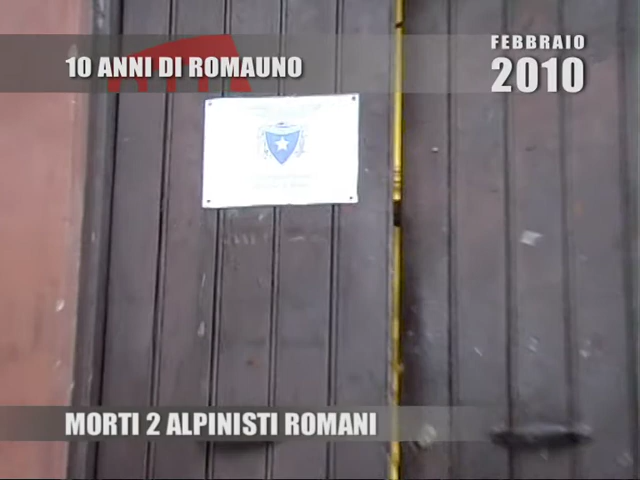 10 ANNI DI ROMAUNO
FEBBRAIO
2010
MORTI 2 ALPINISTI ROMANI